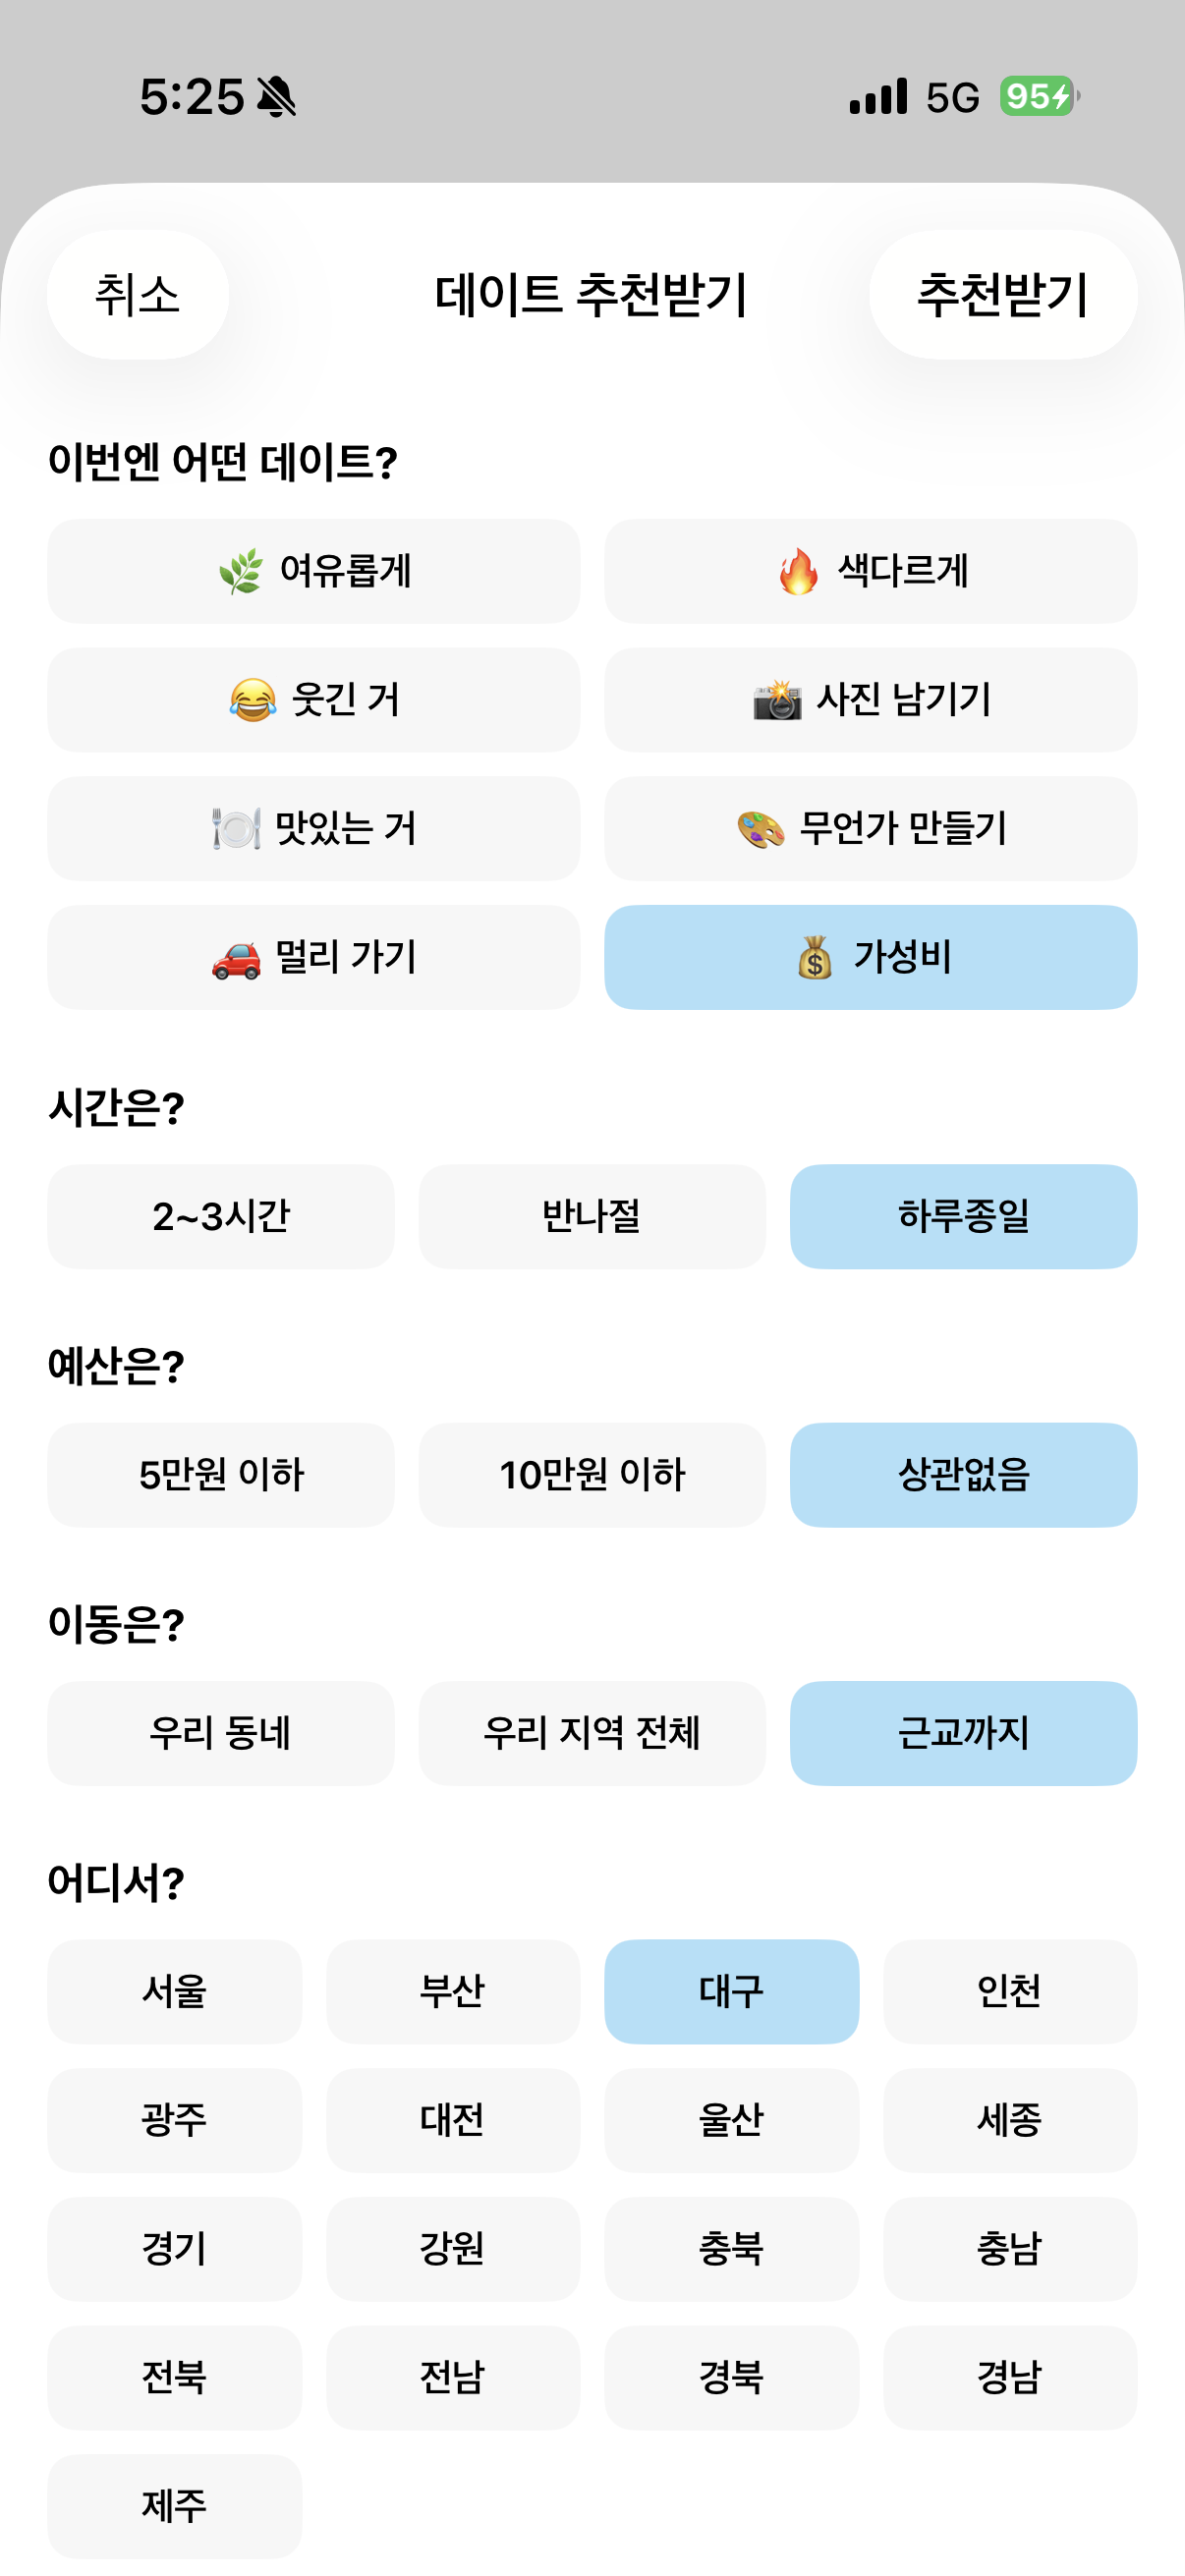 5:25 5G 95
취소 데이트 추천받기 추천받기
이번엔 어떤 데이트?
🌿 여유롭게 🔥 색다르게
😂 웃긴 거 📸 사진 남기기
🍽️ 맛있는 거 🎨 무언가 만들기
🚗 멀리 가기 💰 가성비
시간은?
2~3시간 반나절 하루종일
예산은?
5만원 이하 10만원 이하 상관없음
이동은?
우리 동네 우리 지역 전체 근교까지
어디서?
서울 부산 대구 인천
광주 대전 울산 세종
경기 강원 충북 충남
전북 전남 경북 경남
제주